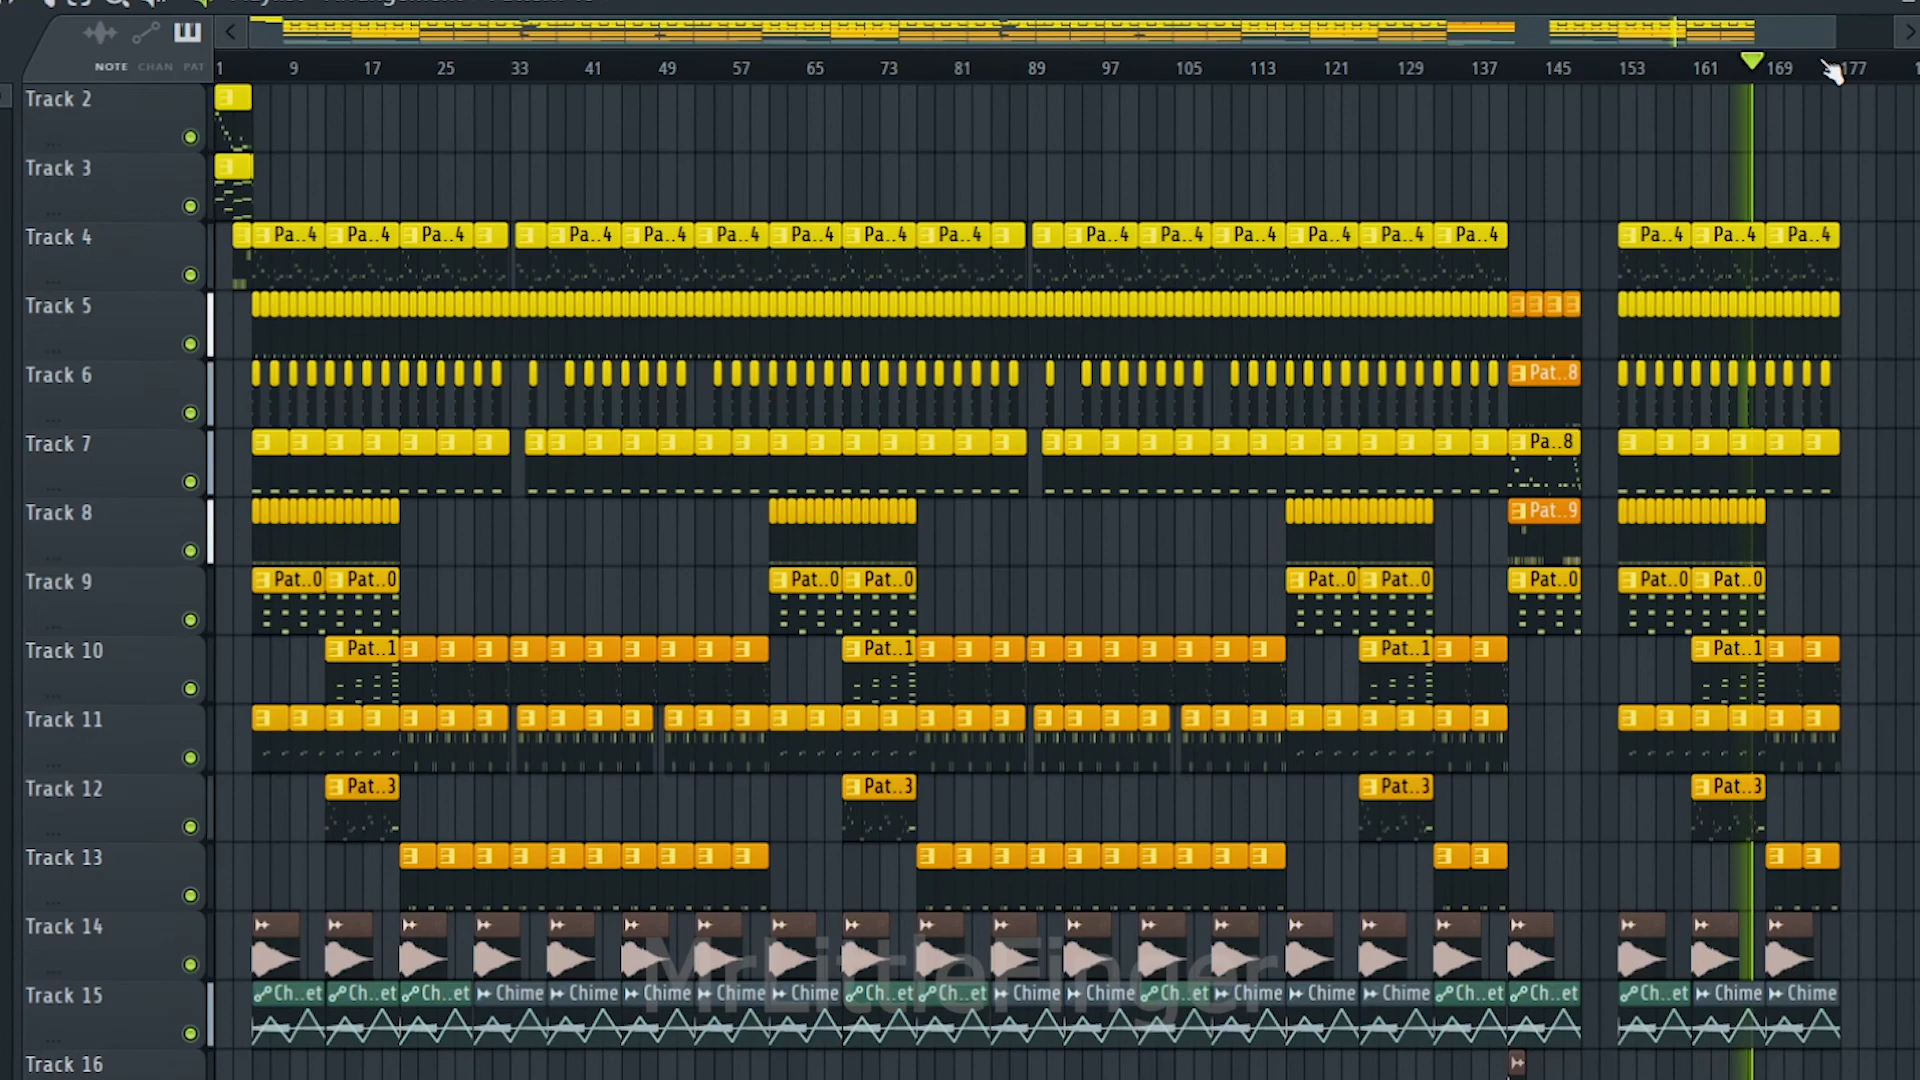 NOTE CHAN PAT
1 9 17 25 33 41 49 57 65 73 81 89 97 105 113 121 129 137 145 153 161 169 177
Track 2
Track 3
Track 4 Pa..4 Pa..4 Pa..4 Pa..4 Pa..4 Pa..4 Pa..4 Pa..4 Pa..4 Pa..4 Pa..4 Pa..4 Pa..4 Pa..4 Pa..4 Pa..4 Pa..4 Pa..4
Track 5
Track 6 Pat..8
Track 7 Pa..8
Track 8 Pat..9
Track 9 Pat..0 Pat..0 Pat..0 Pat..0 Pat..0 Pat..0 Pat..0 Pat..0 Pat..0
Track 10 Pat..1 Pat..1 Pat..1 Pat..1
Track 11
Track 12 Pat..3 Pat..3 Pat..3 Pat..3
Track 13
Track 14
MrLittleFinger
Track 15 Ch..et Ch..et Ch..et Chime Chime Chime Chime Chime Ch..et Ch..et Chime Chime Ch..et Chime Chime Chime Ch..et Ch..et Ch..et Chime Chime
Track 16